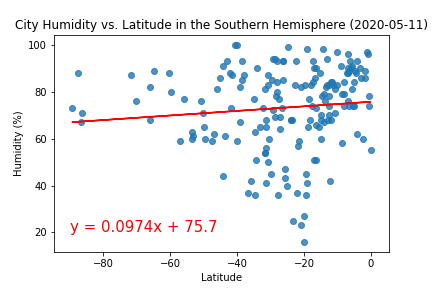 City Humidity vs. Latitude in the Southern Hemisphere (2020-05-11)
100
80
60
40
20
Humidity (%)
y = 0.0974x + 75.7
−80 −60 −40 −20 0
Latitude